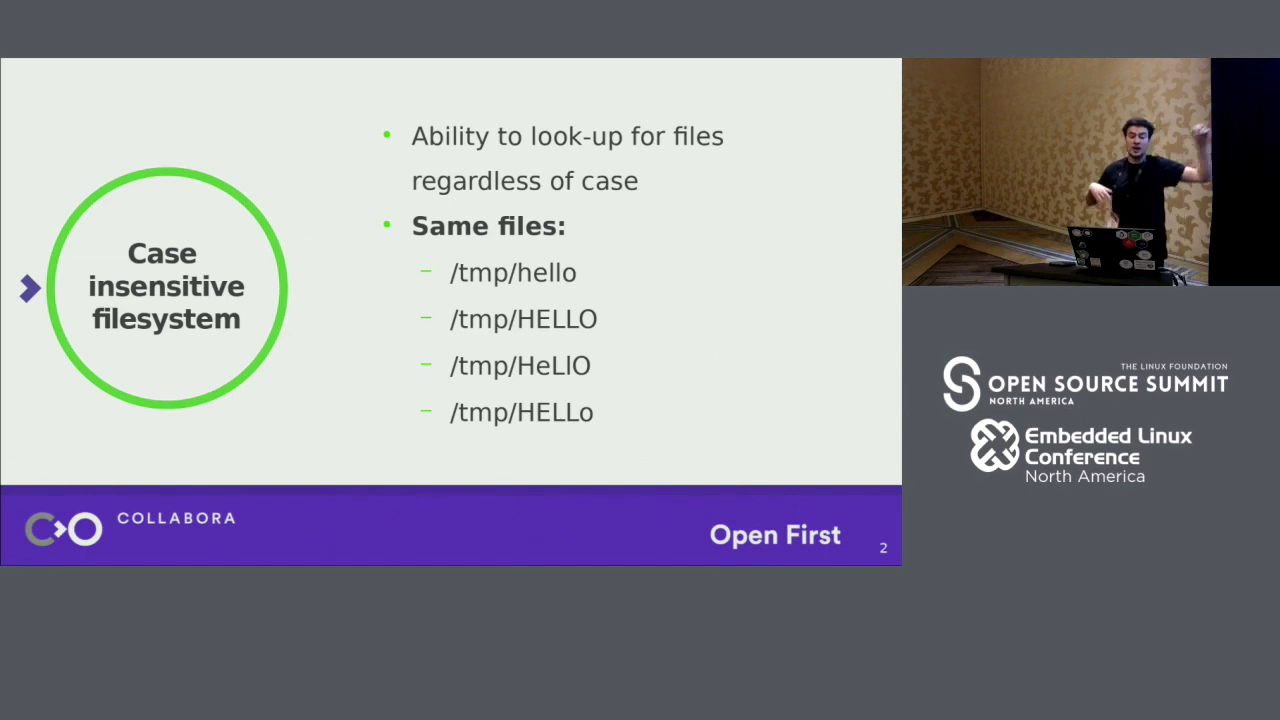 Case
insensitive
filesystem
Ability to look-up for files
regardless of case
Same files:
/tmp/hello
/tmp/HELLO
/tmp/HeLlO
/tmp/HELLo
COLLABORA
Open First
2
THE LINUX FOUNDATION
OPEN SOURCE SUMMIT
NORTH AMERICA
Embedded Linux
Conference
North America